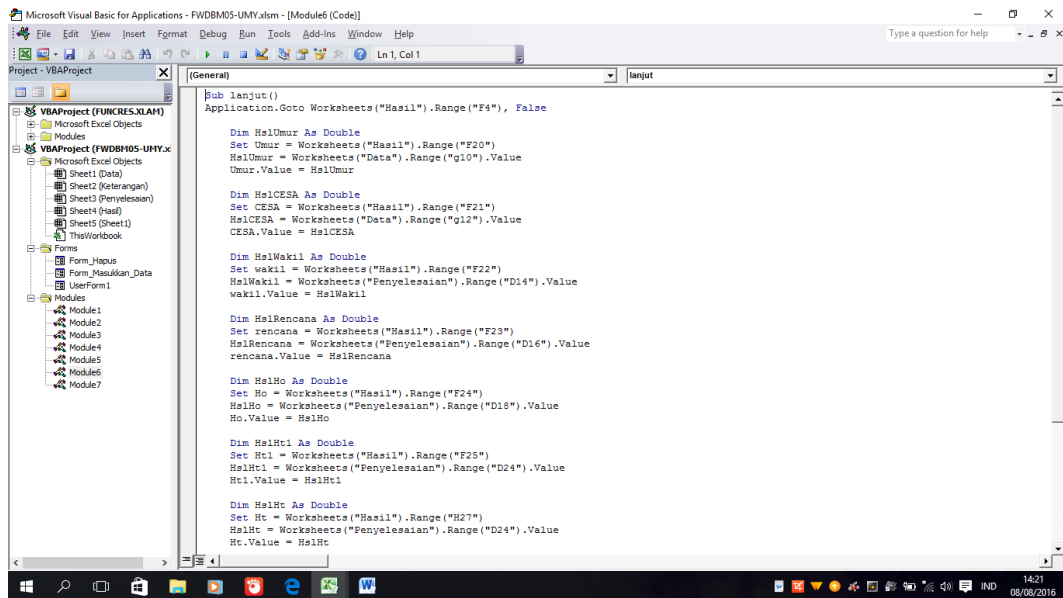 Microsoft Visual Basic for Applications - FWDBM05-UMY.xlsm - [Module6 (Code)]
File Edit View Insert Format Debug Run Tools Add-Ins Window Help
Type a question for help
Ln 1, Col 1
Project - VBAProject
(General)
lanjut
VBAProject (FUNCRES.XLAM)
Microsoft Excel Objects
Modules
VBAProject (FWDBM05-UMY.x
Microsoft Excel Objects
Sheet1 (Data)
Sheet2 (Keterangan)
Sheet3 (Penyelesaian)
Sheet4 (Hasil)
Sheet5 (Sheet1)
ThisWorkbook
Forms
Form_Hapus
Form_Masukkan_Data
UserForm1
Modules
Module1
Module2
Module3
Module4
Module5
Module6
Module7
Sub lanjut()
Application.Goto Worksheets("Hasil").Range("F4"), False
Dim HslUmur As Double
Set Umur = Worksheets("Hasil").Range("F20")
HslUmur = Worksheets("Data").Range("g10").Value
Umur.Value = HslUmur
Dim HslCESA As Double
Set CESA = Worksheets("Hasil").Range("F21")
HslCESA = Worksheets("Data").Range("g12").Value
CESA.Value = HslCESA
Dim HslWakil As Double
Set wakil = Worksheets("Hasil").Range("F22")
HslWakil = Worksheets("Penyelesaian").Range("D14").Value
wakil.Value = HslWakil
Dim HslRencana As Double
Set rencana = Worksheets("Hasil").Range("F23")
HslRencana = Worksheets("Penyelesaian").Range("D16").Value
rencana.Value = HslRencana
Dim HslHo As Double
Set Ho = Worksheets("Hasil").Range("F24")
HslHo = Worksheets("Penyelesaian").Range("D18").Value
Ho.Value = HslHo
Dim HslHt1 As Double
Set Ht1 = Worksheets("Hasil").Range("F25")
HslHt1 = Worksheets("Penyelesaian").Range("D24").Value
Ht1.Value = HslHt1
Dim HslHt As Double
Set Ht = Worksheets("Hasil").Range("H27")
HslHt = Worksheets("Penyelesaian").Range("D24").Value
Ht.Value = HslHt
IND
14:21
08/08/2016